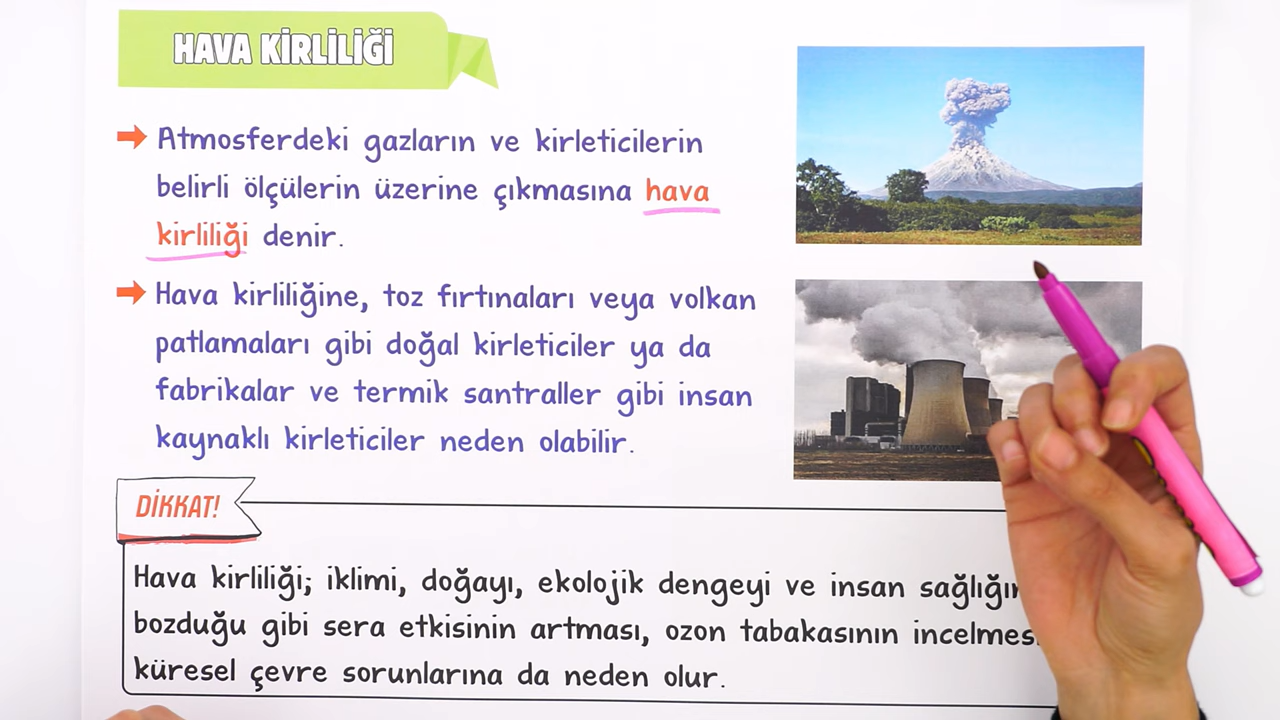 HAVA KİRLİLİĞİ
Atmosferdeki gazların ve kirleticilerin
belirli ölçülerin üzerine çıkmasına hava
kirliliği denir.
Hava kirliliğine, toz fırtınaları veya volkan
patlamaları gibi doğal kirleticiler ya da
fabrikalar ve termik santraller gibi insan
kaynaklı kirleticiler neden olabilir.
DİKKAT!
Hava kirliliği; iklimi, doğayı, ekolojik dengeyi ve insan
bozduğu gibi sera etkisinin artması, ozon tabakasının
küresel çevre sorunlarına da neden olur.